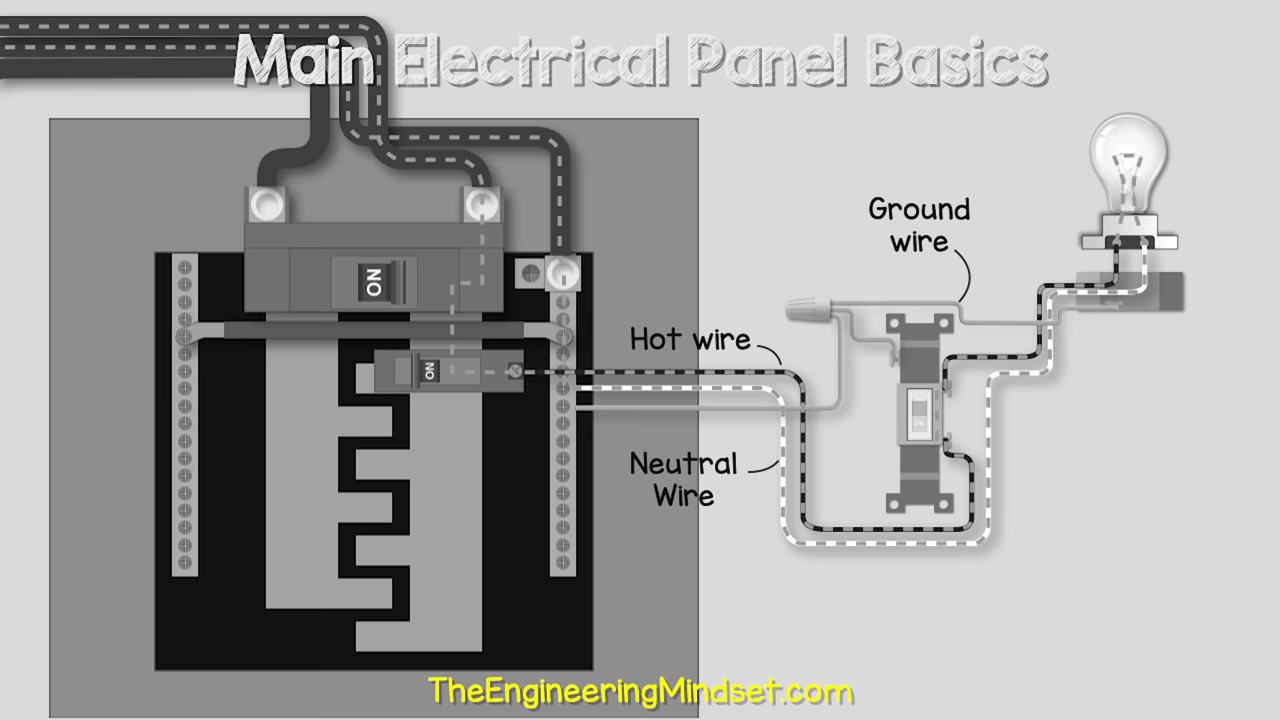 Main Electrical Panel Basics
Ground
wire
ON
Hot wire
ON
ON
Neutral
Wire
TheEngineeringMindset.com